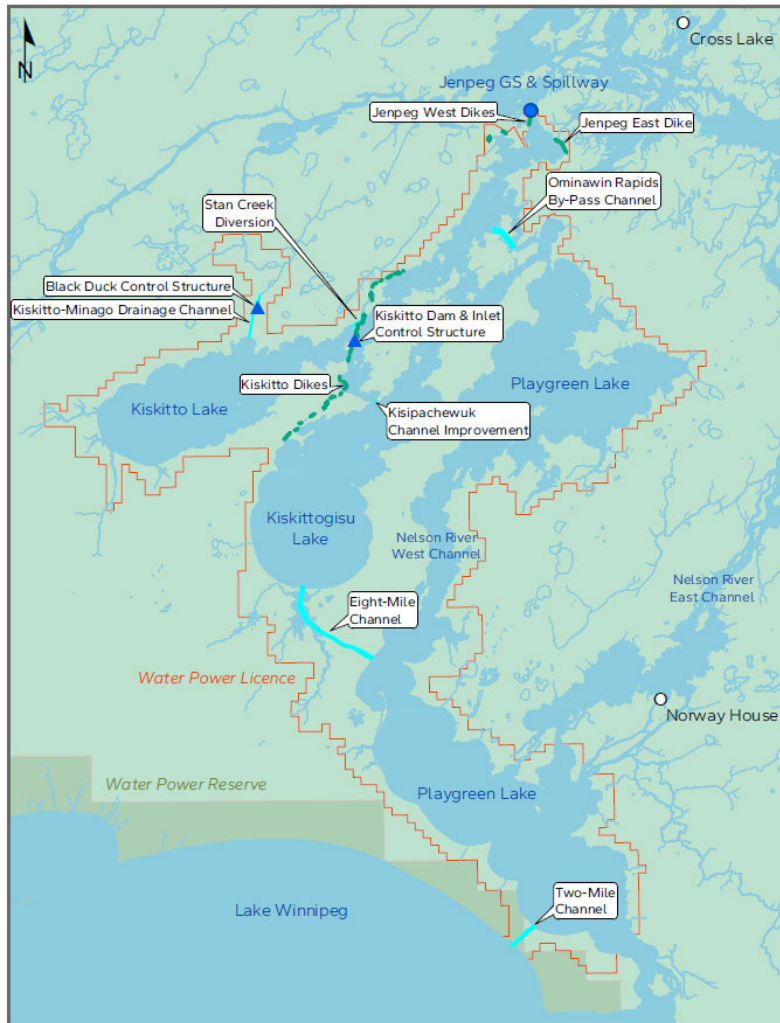 N
Cross Lake
Jenpeg GS & Spillway
Jenpeg West Dikes
Jenpeg East Dike
Ominawin Rapids
By-Pass Channel
Stan Creek
Diversion
Black Duck Control Structure
Kiskitto-Minago Drainage Channel
Kiskitto Dam & Inlet
Control Structure
Kiskitto Dikes
Playgreen Lake
Kiskitto Lake
Kisipachewuk
Channel Improvement
Kiskittogisu
Lake
Nelson River
West Channel
Nelson River
East Channel
Eight-Mile
Channel
Water Power Licence
Norway House
Water Power Reserve
Playgreen Lake
Two-Mile
Channel
Lake Winnipeg